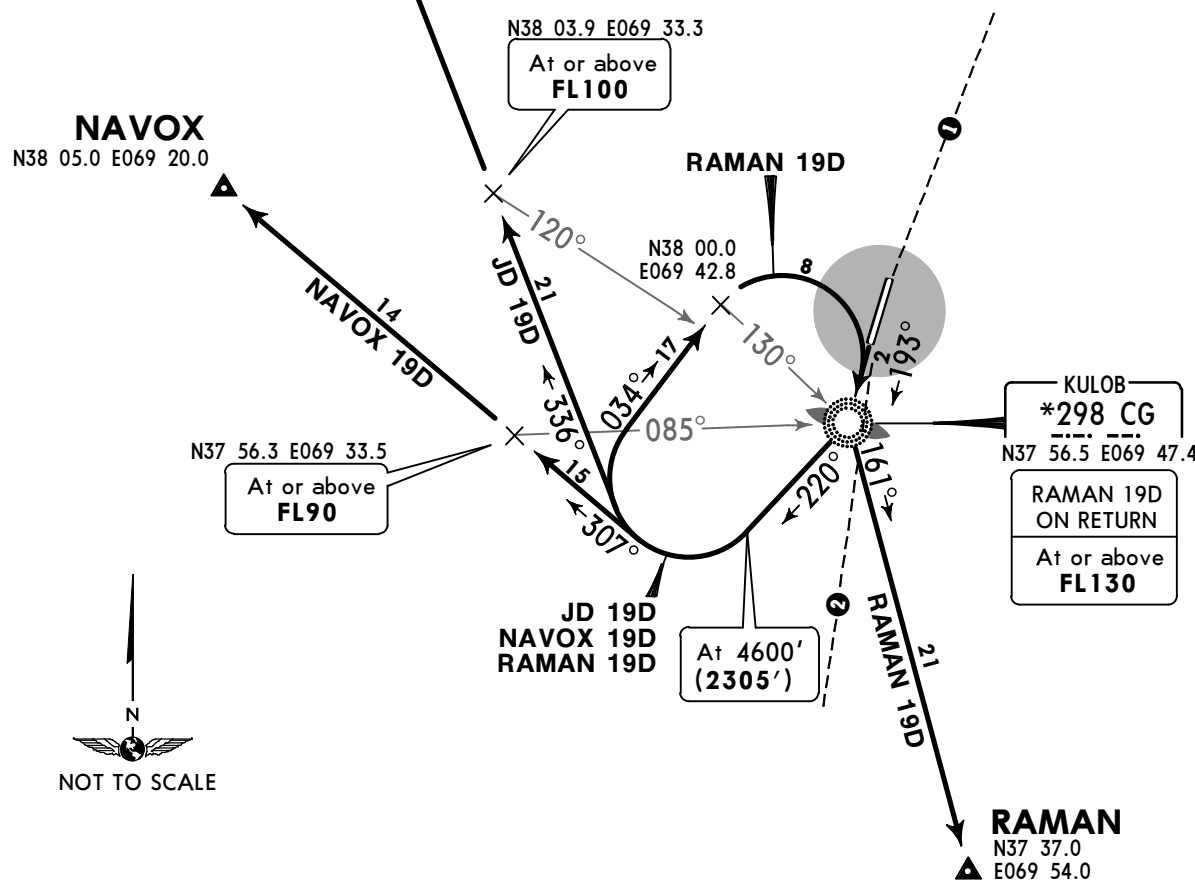 N38 03.9 E069 33.3
At or above
FL100
NAVOX
N38 05.0 E069 20.0
RAMAN 19D
1
120°
N38 00.0
E069 42.8
8
JD 19D
21
14
NAVOX 19D
130°
2
193°
17
034°
336°
085°
KULOB
*298 CG
N37 56.5 E069 47.4
N37 56.3 E069 33.5
At or above
FL90
15
307°
220°
161°
RAMAN 19D
ON RETURN
At or above
FL130
JD 19D
NAVOX 19D
RAMAN 19D
At 4600'
(2305')
2
RAMAN 19D
21
N
NOT TO SCALE
RAMAN
N37 37.0
E069 54.0